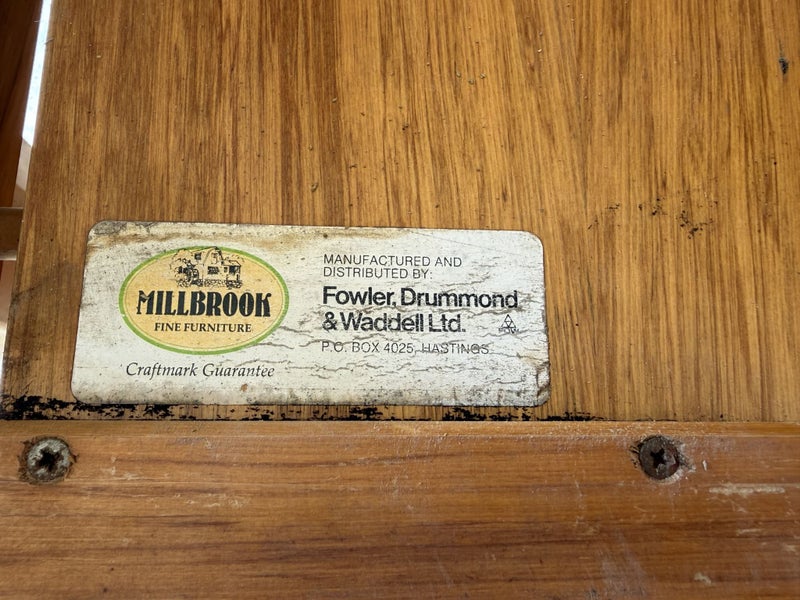 MILLBROOK
FINE FURNITURE
Craftmark Guarantee
MANUFACTURED AND
DISTRIBUTED BY:
Fowler, Drummond
& Waddell Ltd.
P.O. BOX 4025, HASTINGS